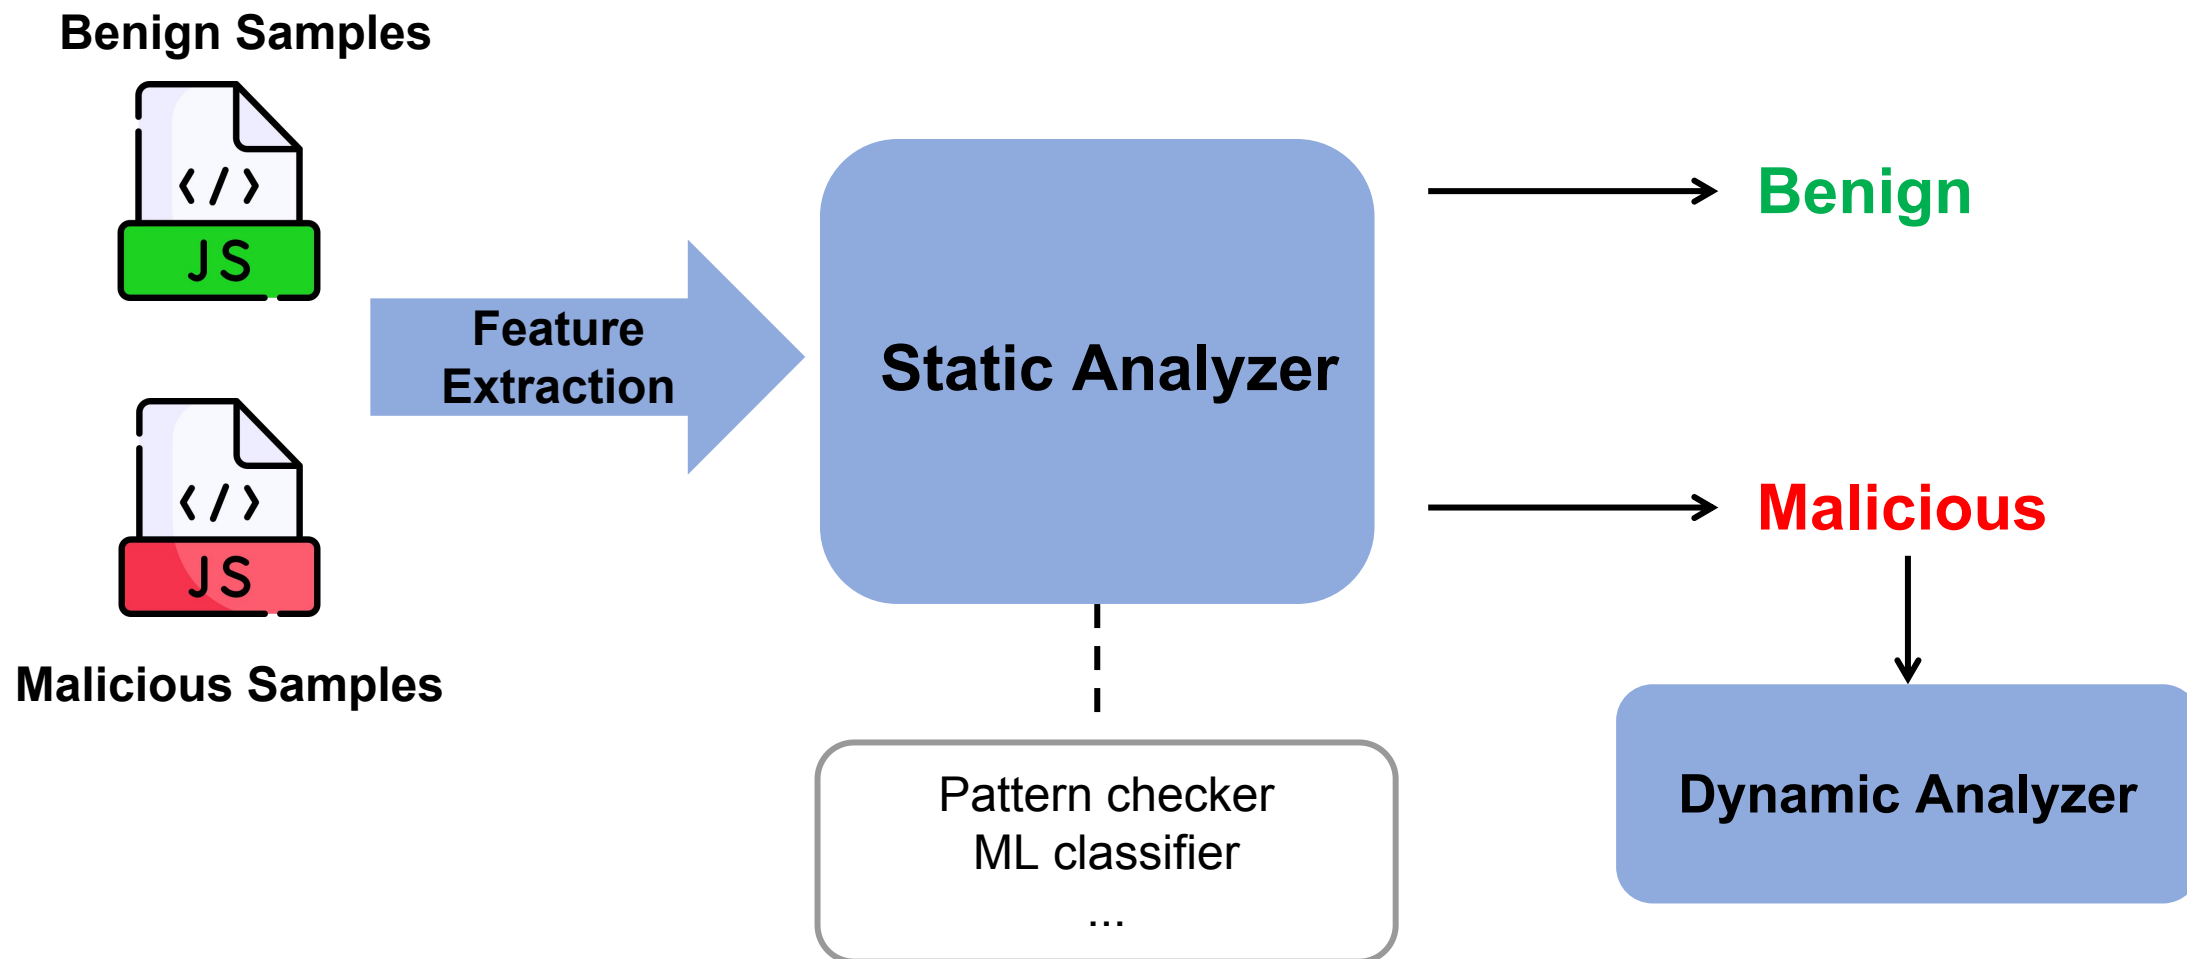 Benign Samples
</>
JS
</>
JS
Malicious Samples
Feature
Extraction
Static Analyzer
Pattern checker
ML classifier
...
Benign
Malicious
Dynamic Analyzer